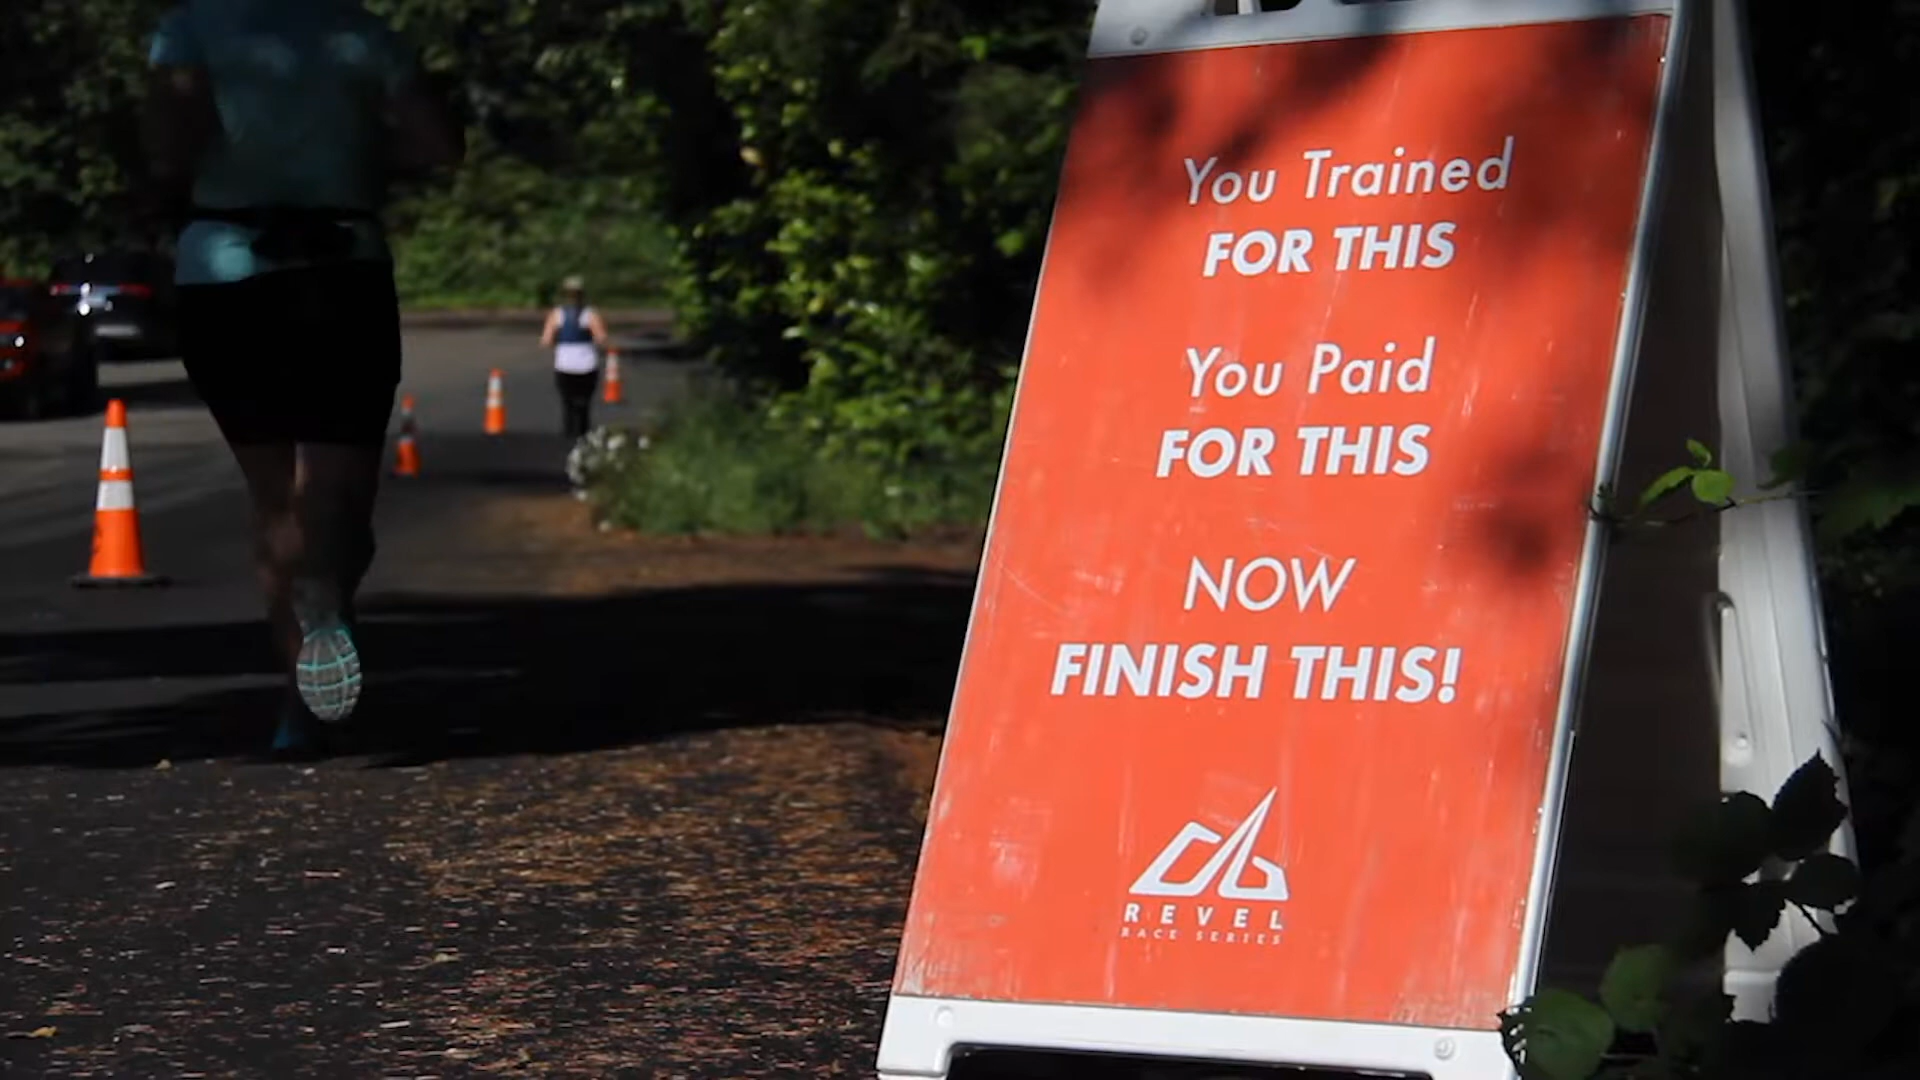 You Trained
FOR THIS
You Paid
FOR THIS
NOW
FINISH THIS!
REVEL
RACE SERIES